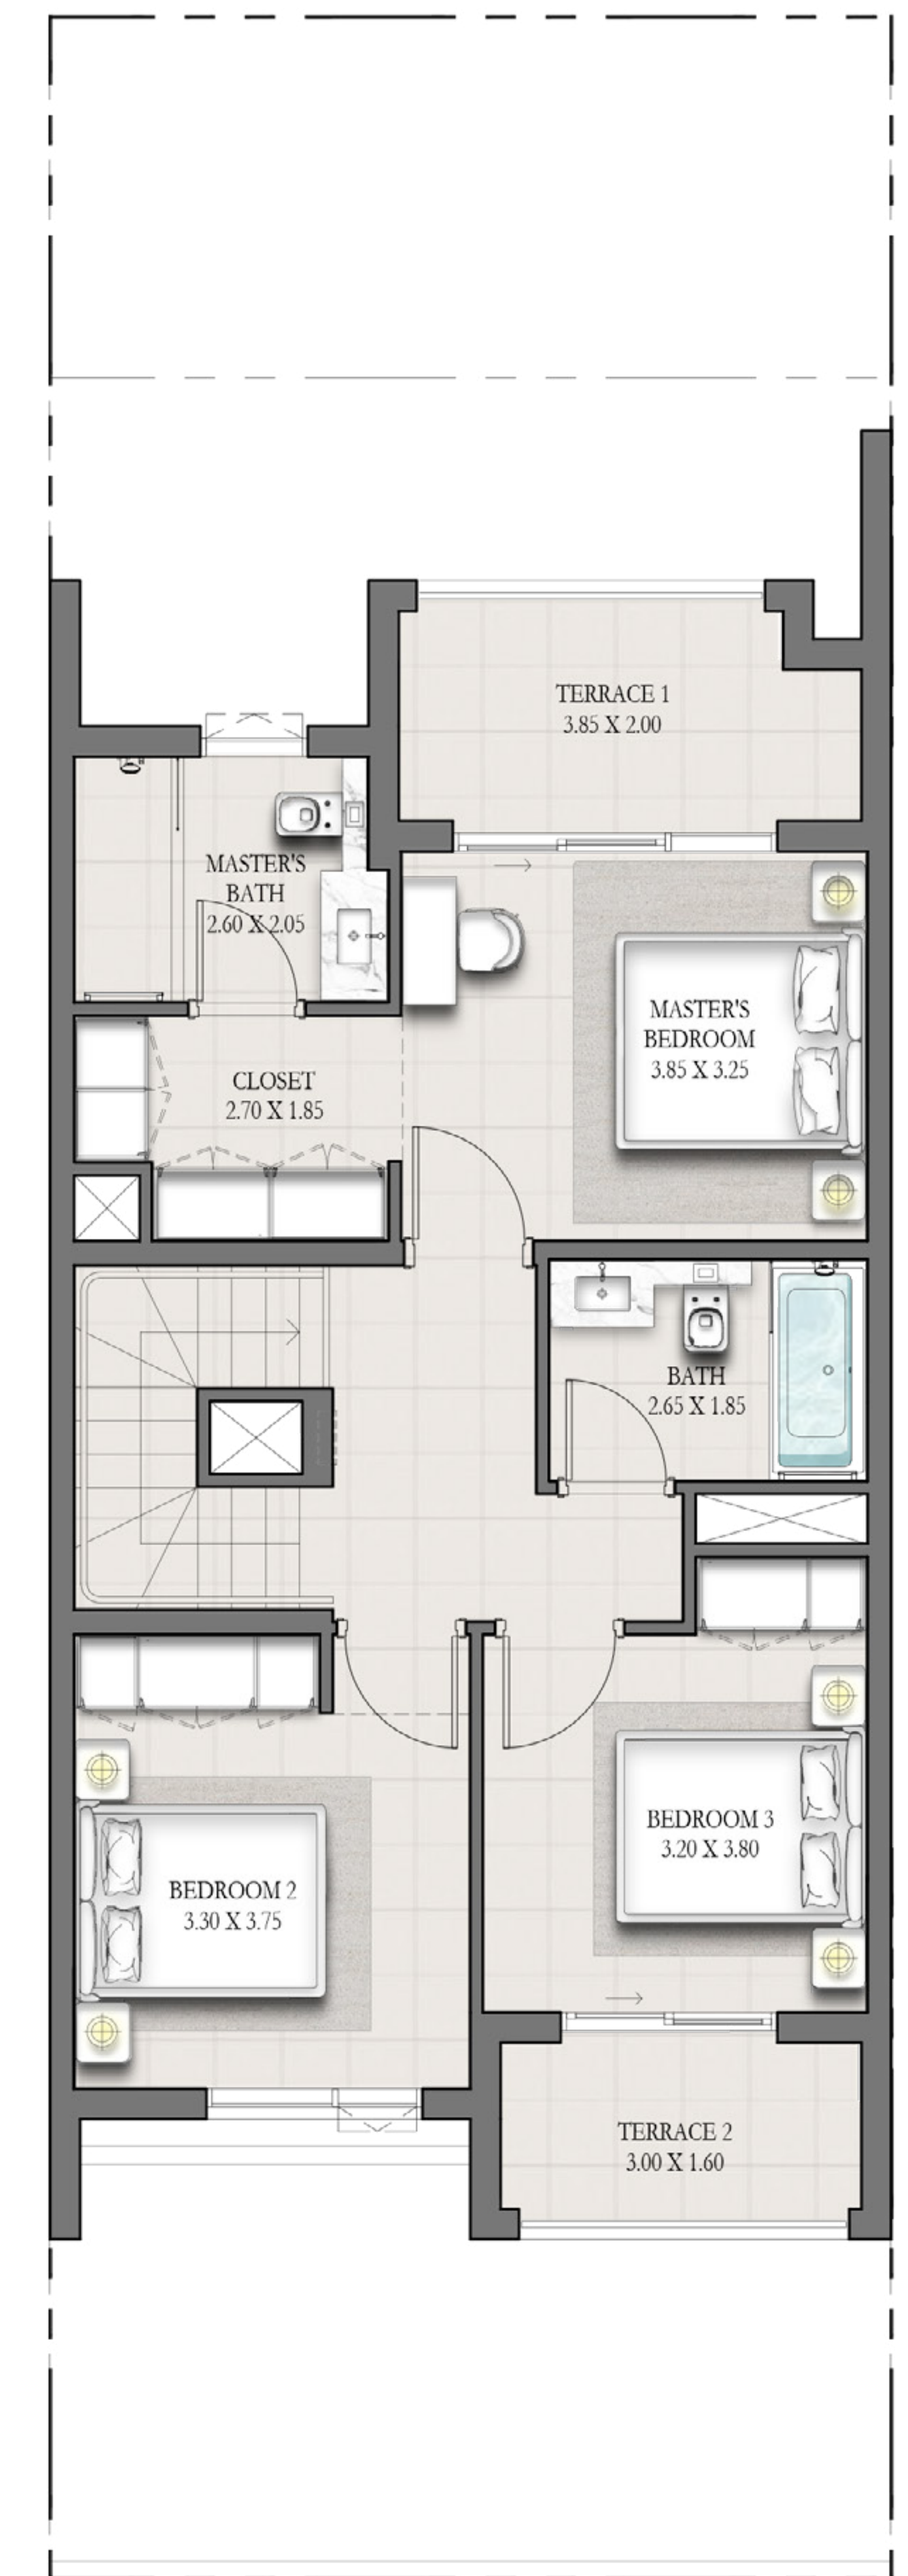 TERRACE 1
3.85 X 2.00
MASTER'S
BATH
2.60 X 2.05
MASTER'S
BEDROOM
3.85 X 3.25
CLOSET
2.70 X 1.85
BATH
2.65 X 1.85
BEDROOM 3
3.20 X 3.80
BEDROOM 2
3.30 X 3.75
TERRACE 2
3.00 X 1.60